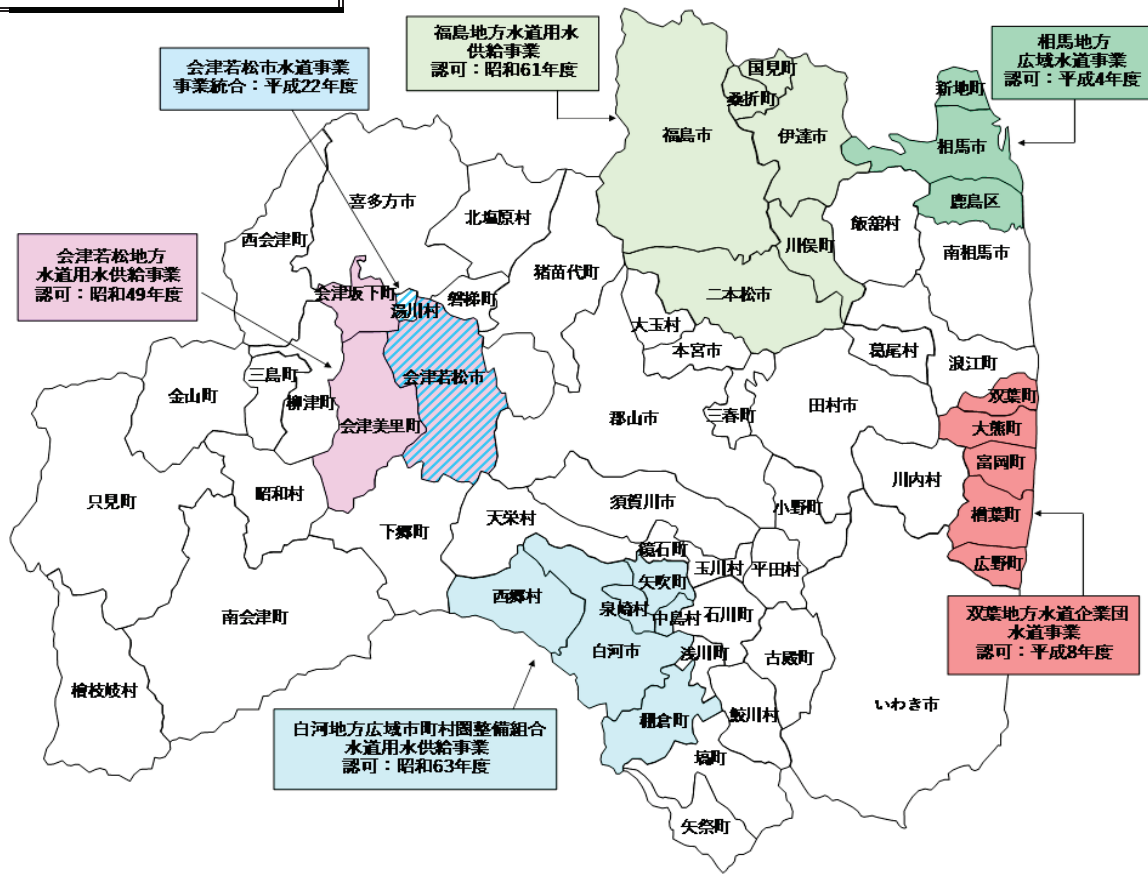 福島地方水道用水
供給事業
認可：昭和61年度
相馬地方
広域水道事業
認可：平成4年度
会津若松市水道事業
事業統合：平成22年度
国見町
桑折町
新地町
福島市
伊達市
相馬市
喜多方市
北塩原村
鹿島区
飯舘村
西会津町
川俣町
南相馬市
会津若松地方
水道用水供給事業
認可：昭和49年度
猪苗代町
会津坂下町
湯川村
磐梯町
二本松市
大玉村
本宮市
葛尾村
浪江町
三島町
会津若松市
金山町
柳津町
双葉町
三春町
田村市
郡山市
会津美里町
大熊町
富岡町
川内村
昭和村
只見町
須賀川市
小野町
楢葉町
天栄村
下郷町
鏡石町
広野町
玉川村
平田村
矢吹町
西郷村
泉崎村
中島村
石川町
南会津町
双葉地方水道企業団
水道事業
認可：平成8年度
白河市
浅川町
古殿町
檜枝岐村
いわき市
棚倉町
鮫川村
白河地方広域市町村圏整備組合
水道用水供給事業
認可：昭和63年度
塙町
矢祭町